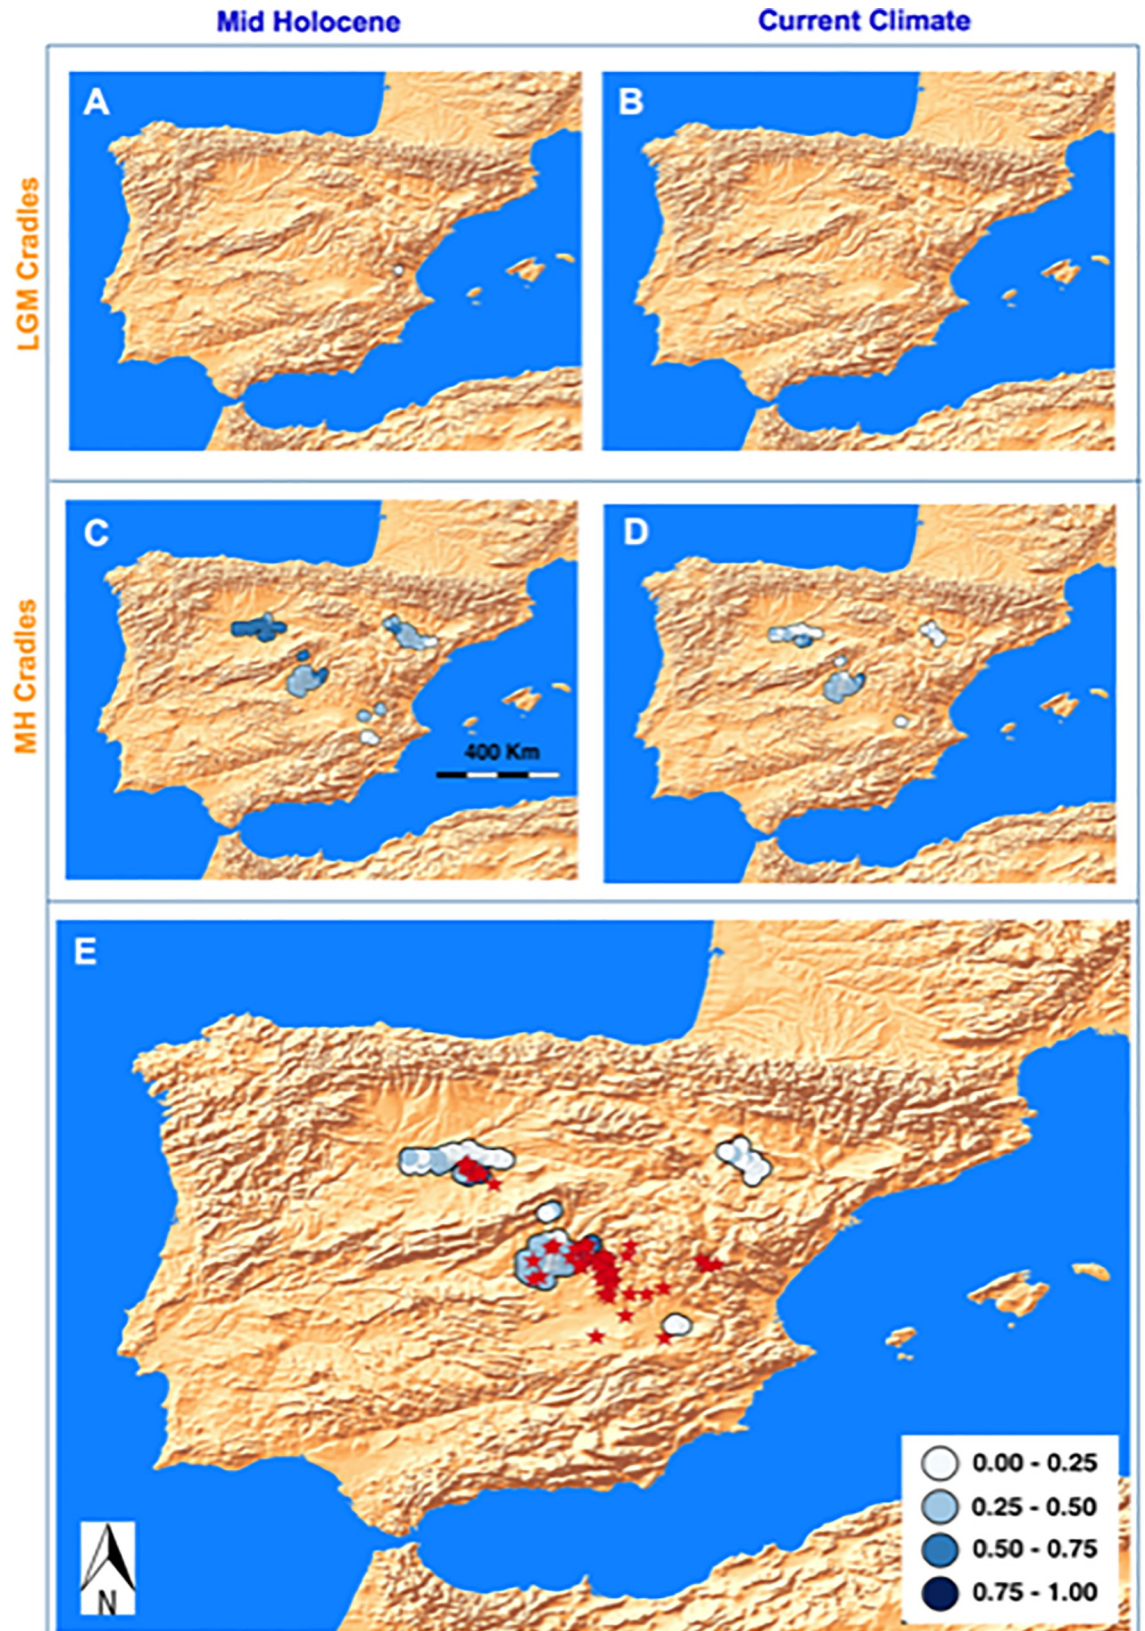 Mid Holocene
Current Climate
LGM Cradles
A
B
MH Cradles
C
D
400 Km
E
0.00 - 0.25
0.25 - 0.50
0.50 - 0.75
0.75 - 1.00
N